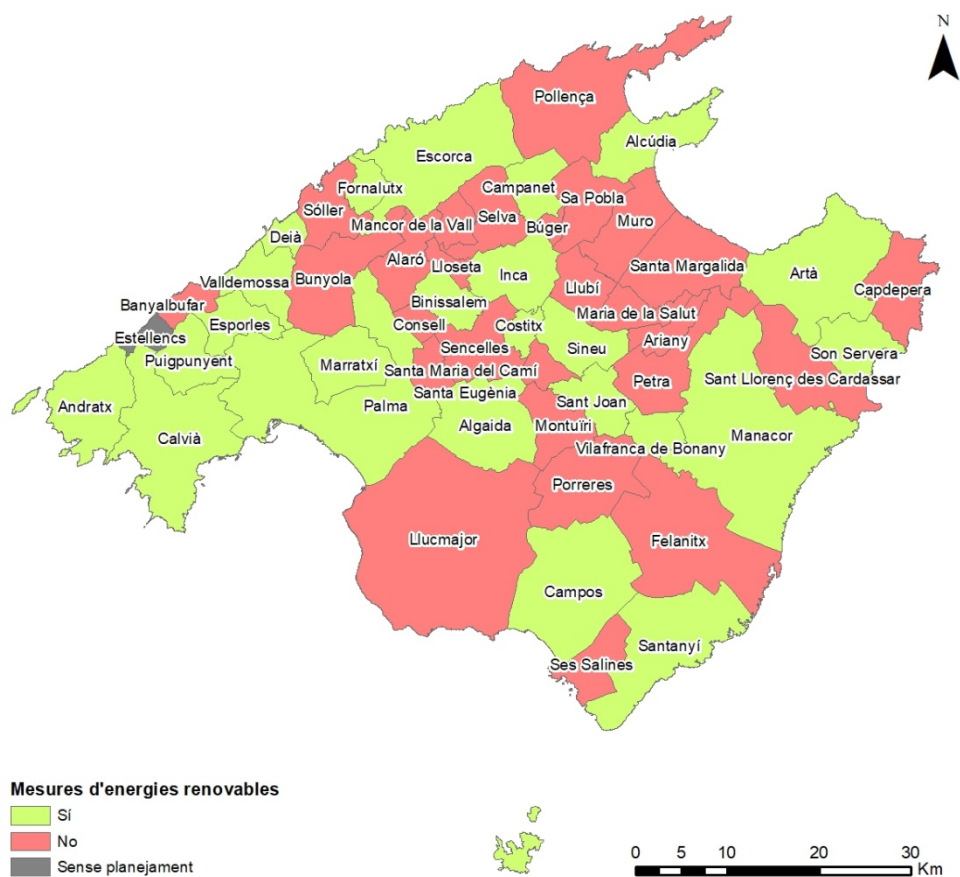 N
Pollença
Alcúdia
Escorca
Fornalutx
Campanet
Sa Pobla
Sóller
Selva
Mancor de la Vall
Muro
Búger
Deià
Alaró
Lloseta
Inca
Santa Margalida
Artà
Bunyola
Valldemossa
Llubí
Capdepera
Banyalbufar
Binissalem
Maria de la Salut
Esporles
Consell
Costitx
Estellencs
Ariany
Sencelles
Sineu
Son Servera
Puigpunyent
Marratxí
Santa Maria del Camí
Petra
Sant Llorenç des Cardassar
Santa Eugènia
Sant Joan
Andratx
Palma
Algaida
Montuïri
Manacor
Calvià
Vilafranca de Bonany
Porreres
Llucmajor
Felanitx
Campos
Santanyí
Ses Salines
Mesures d'energies renovables
Sí
No
Sense planejament
0 5 10 20 30
Km